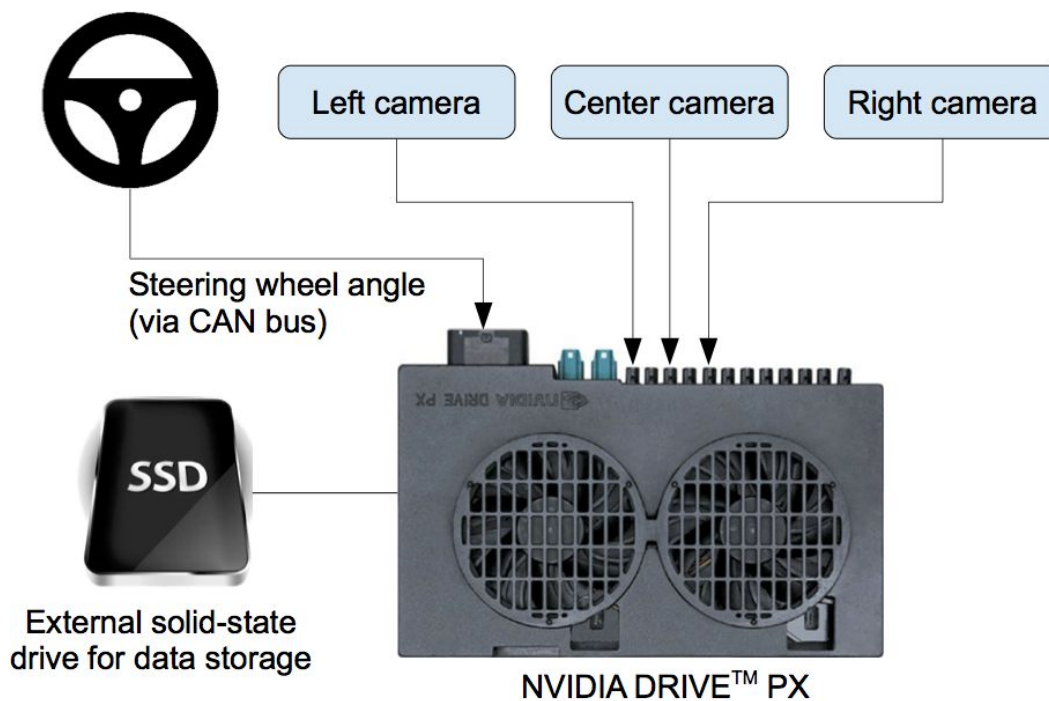 Left camera
Center camera
Right camera
Steering wheel angle
(via CAN bus)
NVIDIA DRIVE PX
SSD
External solid-state
drive for data storage
NVIDIA DRIVE™ PX